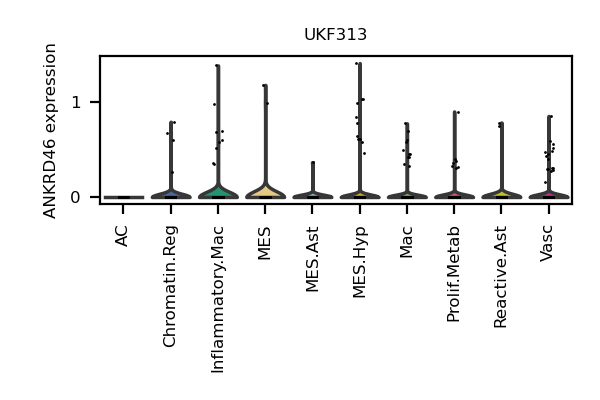 UKF313
ANKRD46 expression
1
0
AC
Chromatin.Reg
Inflammatory.Mac
MES
MES.Ast
MES.Hyp
Mac
Prolif.Metab
Reactive.Ast
Vasc